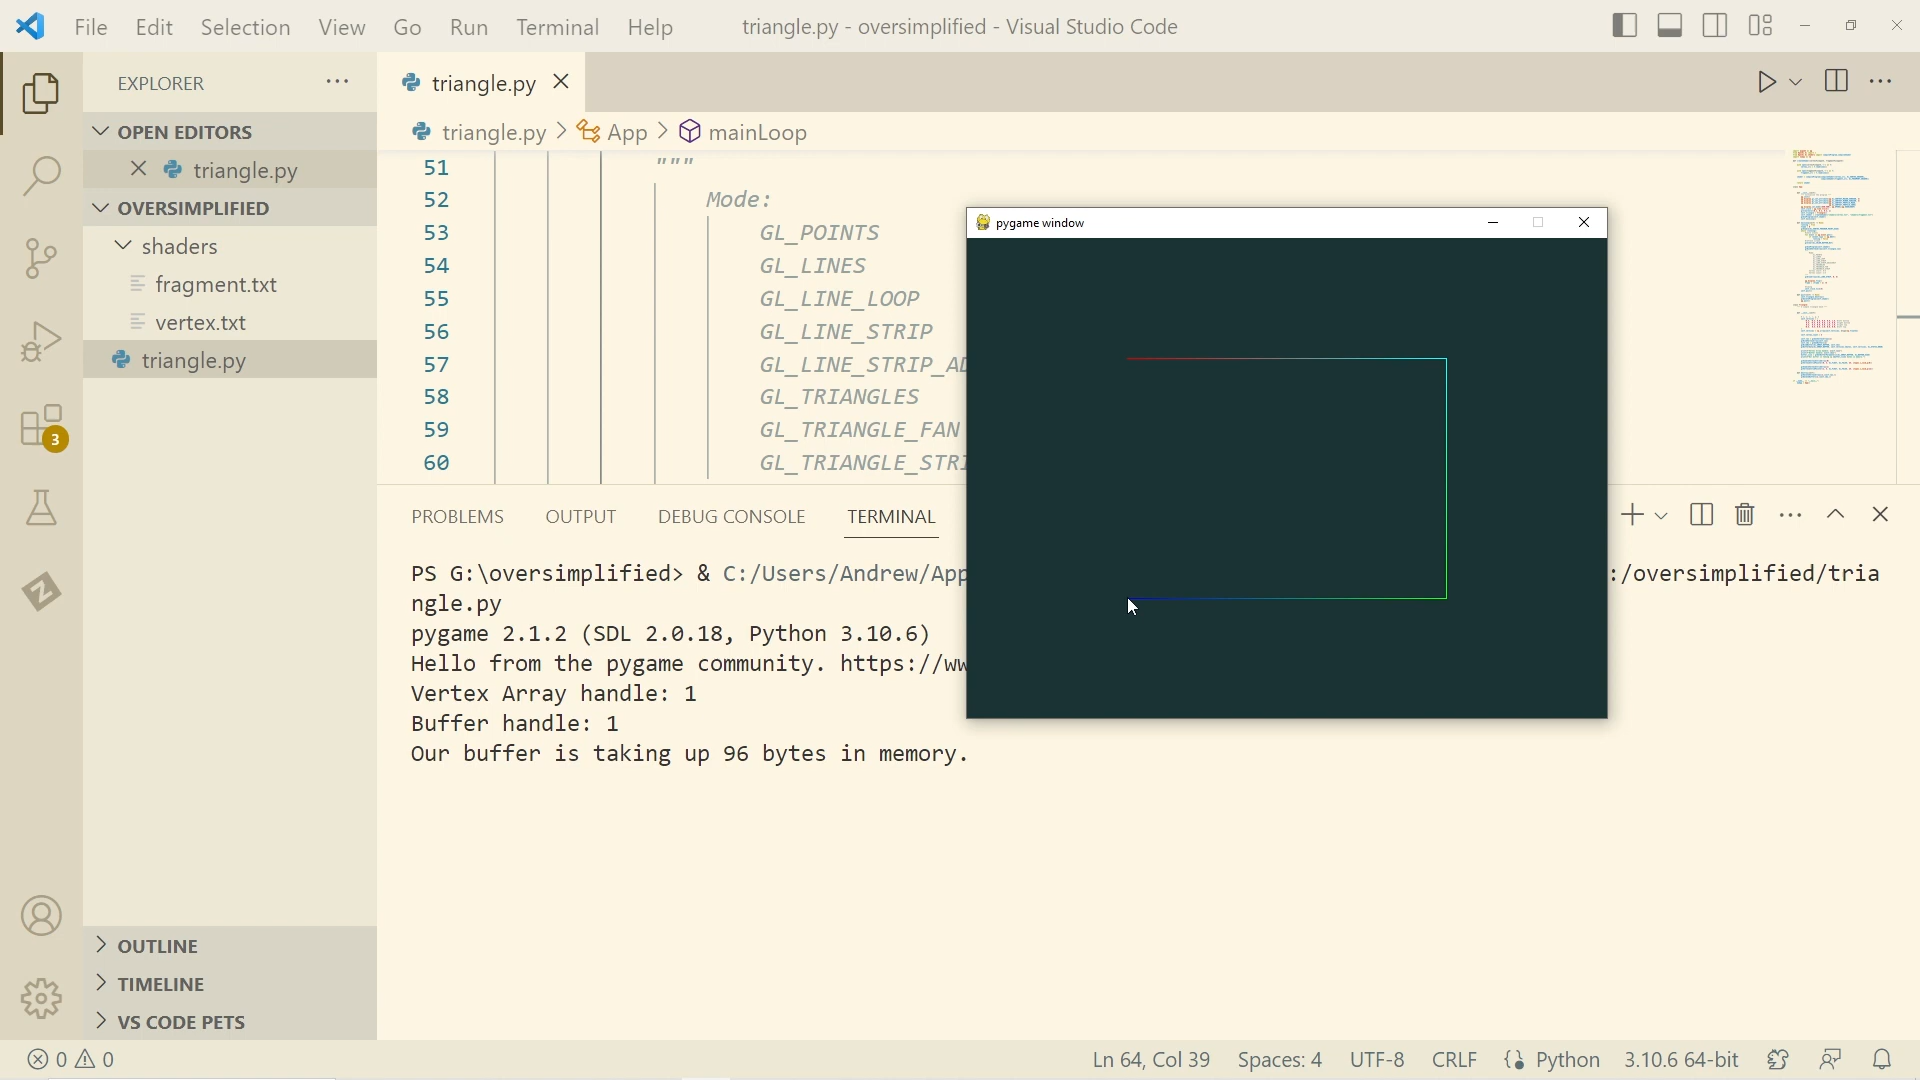 File Edit Selection View Go Run Terminal Help
triangle.py - oversimplified - Visual Studio Code
EXPLORER
OPEN EDITORS
triangle.py
OVERSIMPLIFIED
shaders
fragment.txt
vertex.txt
triangle.py
3
OUTLINE
TIMELINE
VS CODE PETS
triangle.py
triangle.py > App > mainLoop
51 """
52 Mode:
53 GL_POINTS
54 GL_LINES
55 GL_LINE_LOOP
56 GL_LINE_STRIP
57 GL_LINE_STRIP_AD
58 GL_TRIANGLES
59 GL_TRIANGLE_FAN
60 GL_TRIANGLE_STRI
pygame window
PROBLEMS OUTPUT DEBUG CONSOLE TERMINAL
PS G:\oversimplified> & C:/Users/Andrew/App :/oversimplified/tria
ngle.py
pygame 2.1.2 (SDL 2.0.18, Python 3.10.6)
Hello from the pygame community. https://ww
Vertex Array handle: 1
Buffer handle: 1
Our buffer is taking up 96 bytes in memory.
0 0
Ln 64, Col 39 Spaces: 4 UTF-8 CRLF Python 3.10.6 64-bit